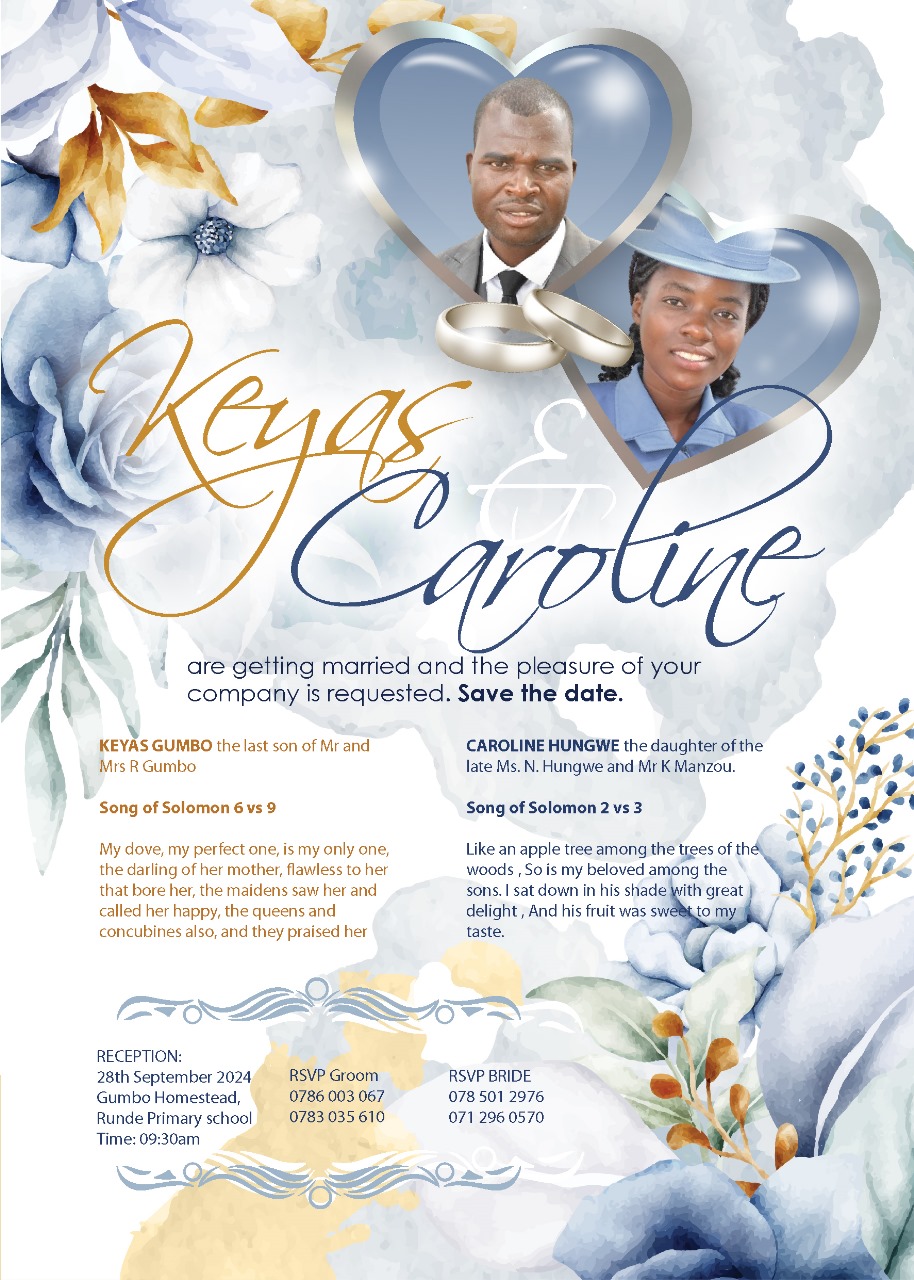 Keyas
&
Caroline
are getting married and the pleasure of your
company is requested. Save the date.
KEYAS GUMBO the last son of Mr and
Mrs R Gumbo
Song of Solomon 6 vs 9
My dove, my perfect one, is my only one,
the darling of her mother, flawless to her
that bore her, the maidens saw her and
called her happy, the queens and
concubines also, and they praised her
CAROLINE HUNGWE the daughter of the
late Ms. N. Hungwe and Mr K Manzou.
Song of Solomon 2 vs 3
Like an apple tree among the trees of the
woods , So is my beloved among the
sons. I sat down in his shade with great
delight , And his fruit was sweet to my
taste.
RECEPTION:
28th September 2024
Gumbo Homestead,
Runde Primary school
Time: 09:30am
RSVP Groom
0786 003 067
0783 035 610
RSVP BRIDE
078 501 2976
071 296 0570